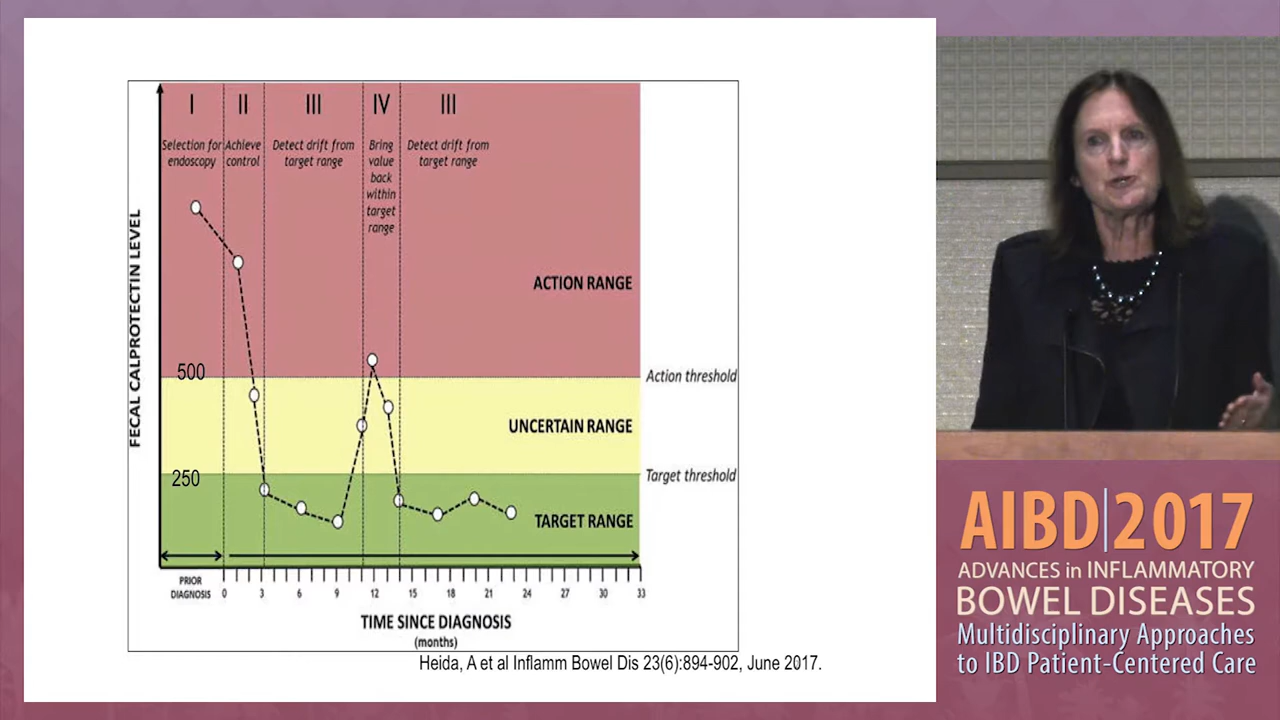 I
II
III
IV
III
Selection for
endoscopy
Achieve
control
Detect drift from
target range
Bring
value
back
within
target
range
Detect drift from
target range
FECAL CALPROTECTIN LEVEL
ACTION RANGE
500
Action threshold
UNCERTAIN RANGE
250
Target threshold
TARGET RANGE
PRIOR
DIAGNOSIS
0 3 6 9 12 15 18 21 24 27 30 33
TIME SINCE DIAGNOSIS
(months)
Heida, A et al Inflamm Bowel Dis 23(6):894-902, June 2017.
AIBD|2017
ADVANCES in INFLAMMATORY
BOWEL DISEASES
Multidisciplinary Approaches
to IBD Patient-Centered Care